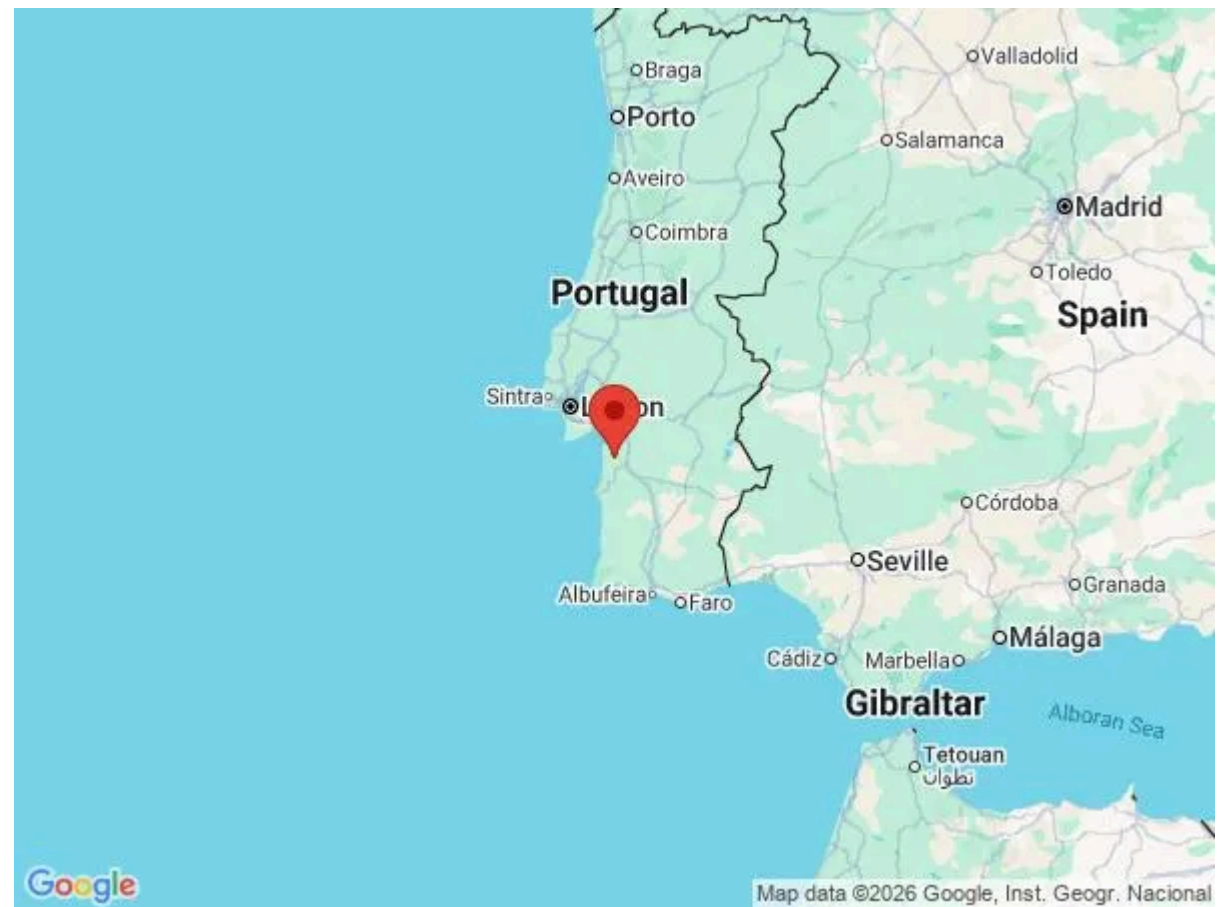 Braga
Valladolid
Porto
Salamanca
Aveiro
Madrid
Coimbra
Toledo
Portugal
Spain
Sintra
L on
Córdoba
Seville
Granada
Albufeira
Faro
Málaga
Cádiz
Marbella
Gibraltar
Alboran Sea
Tetouan
تطوان
Google
Map data ©2026 Google, Inst. Geogr. Nacional